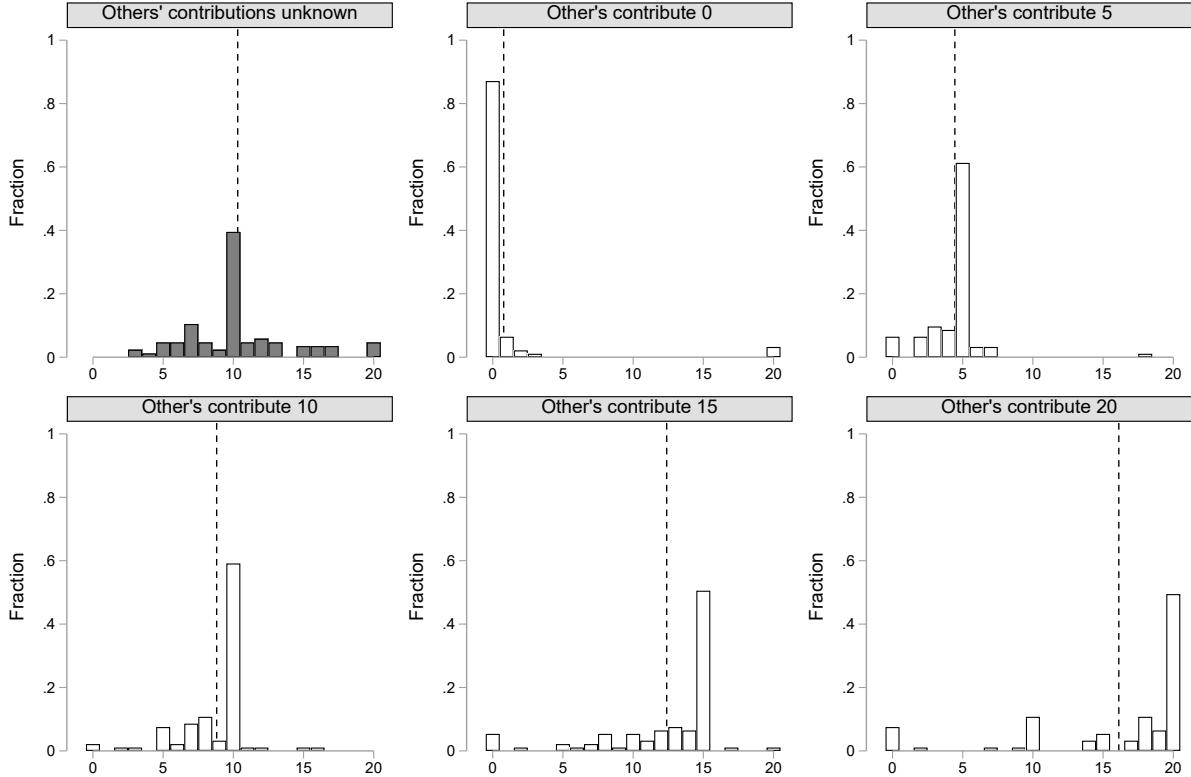 Others' contributions unknown
Fraction
1
.8
.6
.4
.2
0
0 5 10 15 20
Other's contribute 0
Fraction
1
.8
.6
.4
.2
0
0 5 10 15 20
Other's contribute 5
Fraction
1
.8
.6
.4
.2
0
0 5 10 15 20
Other's contribute 10
Fraction
1
.8
.6
.4
.2
0
0 5 10 15 20
Other's contribute 15
Fraction
1
.8
.6
.4
.2
0
0 5 10 15 20
Other's contribute 20
Fraction
1
.8
.6
.4
.2
0
0 5 10 15 20